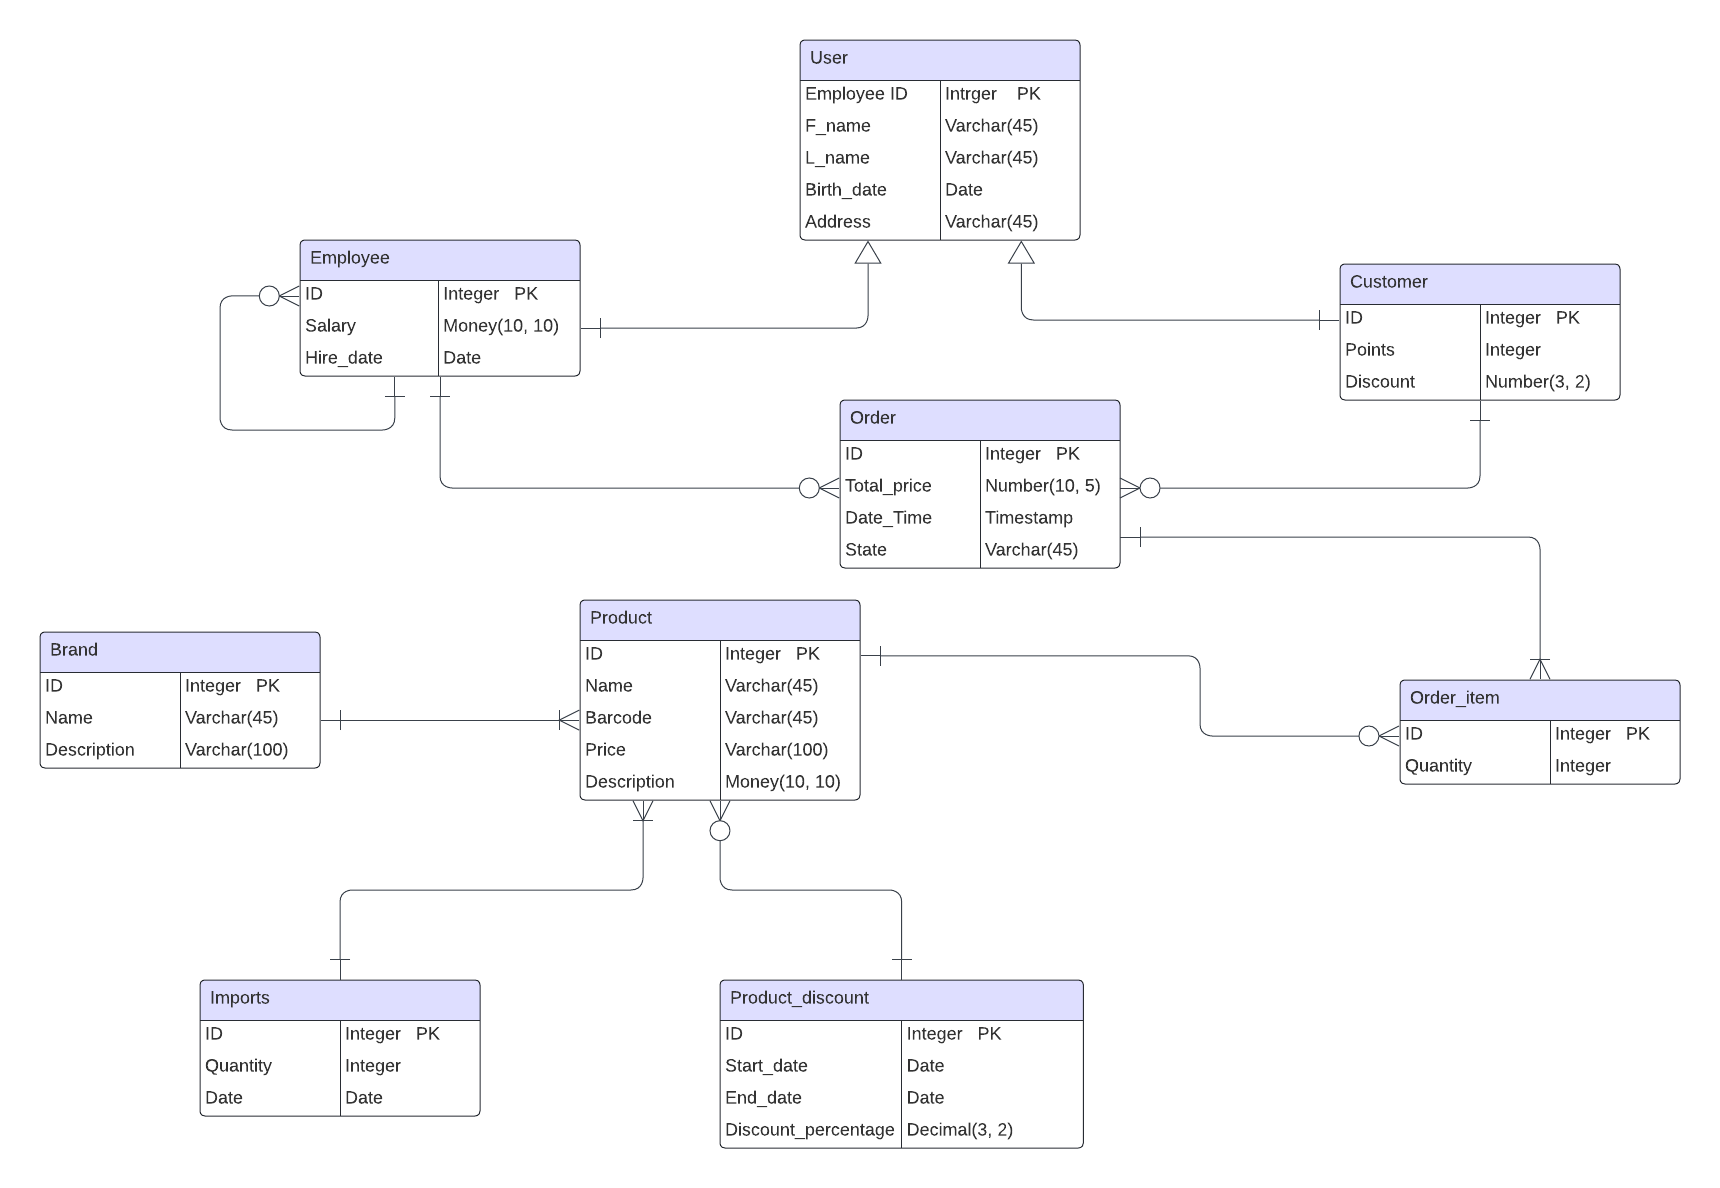 User
Employee ID Intrger PK
F_name Varchar(45)
L_name Varchar(45)
Birth_date Date
Address Varchar(45)
Employee
ID Integer PK
Salary Money(10, 10)
Hire_date Date
Customer
ID Integer PK
Points Integer
Discount Number(3, 2)
Order
ID Integer PK
Total_price Number(10, 5)
Date_Time Timestamp
State Varchar(45)
Product
ID Integer PK
Name Varchar(45)
Barcode Varchar(45)
Price Varchar(100)
Description Money(10, 10)
Brand
ID Integer PK
Name Varchar(45)
Description Varchar(100)
Order_item
ID Integer PK
Quantity Integer
Imports
ID Integer PK
Quantity Integer
Date Date
Product_discount
ID Integer PK
Start_date Date
End_date Date
Discount_percentage Decimal(3, 2)